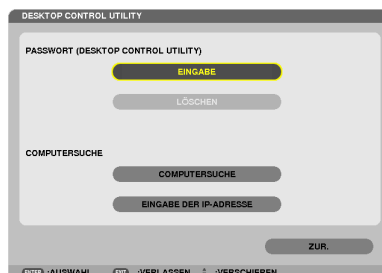 DESKTOP CONTROL UTILITY
PASSWORT (DESKTOP CONTROL UTILITY)
EINGABE
LÖSCHEN
COMPUTERSUCHE
COMPUTERSUCHE
EINGABE DER IP-ADRESSE
ZUR.
ENTER :AUSWAHL EXIT :VERLASSEN :VERSCHIEBEN